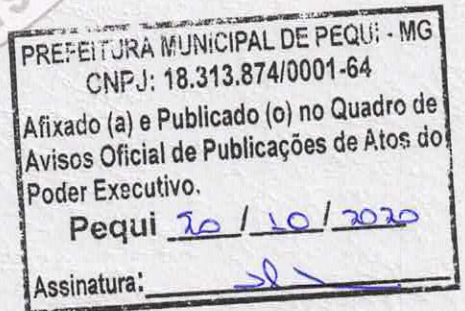 PREFEITURA MUNICIPAL DE PEQUI - MG
CNPJ: 18.313.874/0001-64
Afixado (a) e Publicado (o) no Quadro de
Avisos Oficial de Publicações de Atos do
Poder Executivo.
Pequi 20 / 10 / 2020
Assinatura: